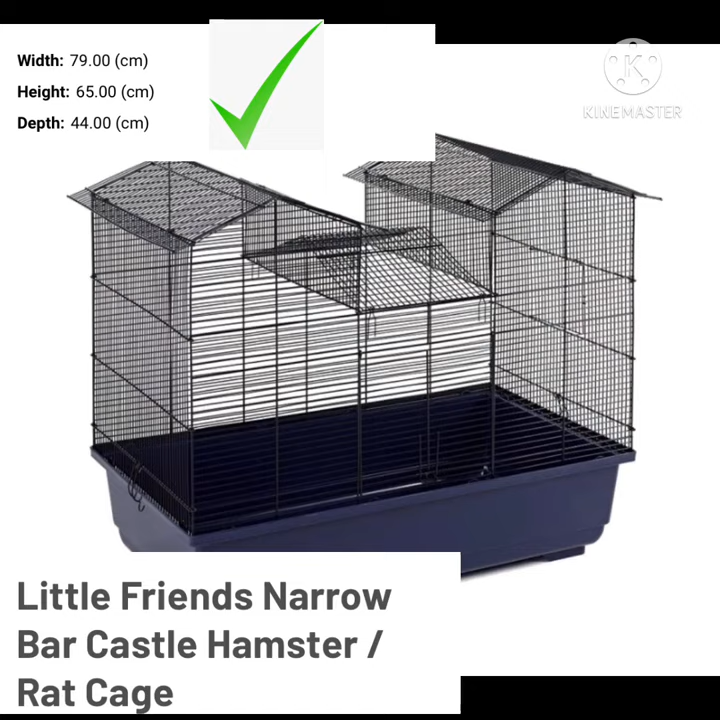 Width: 79.00 (cm)
Height: 65.00 (cm)
Depth: 44.00 (cm)
K
KINEMASTER
Little Friends Narrow
Bar Castle Hamster /
Rat Cage